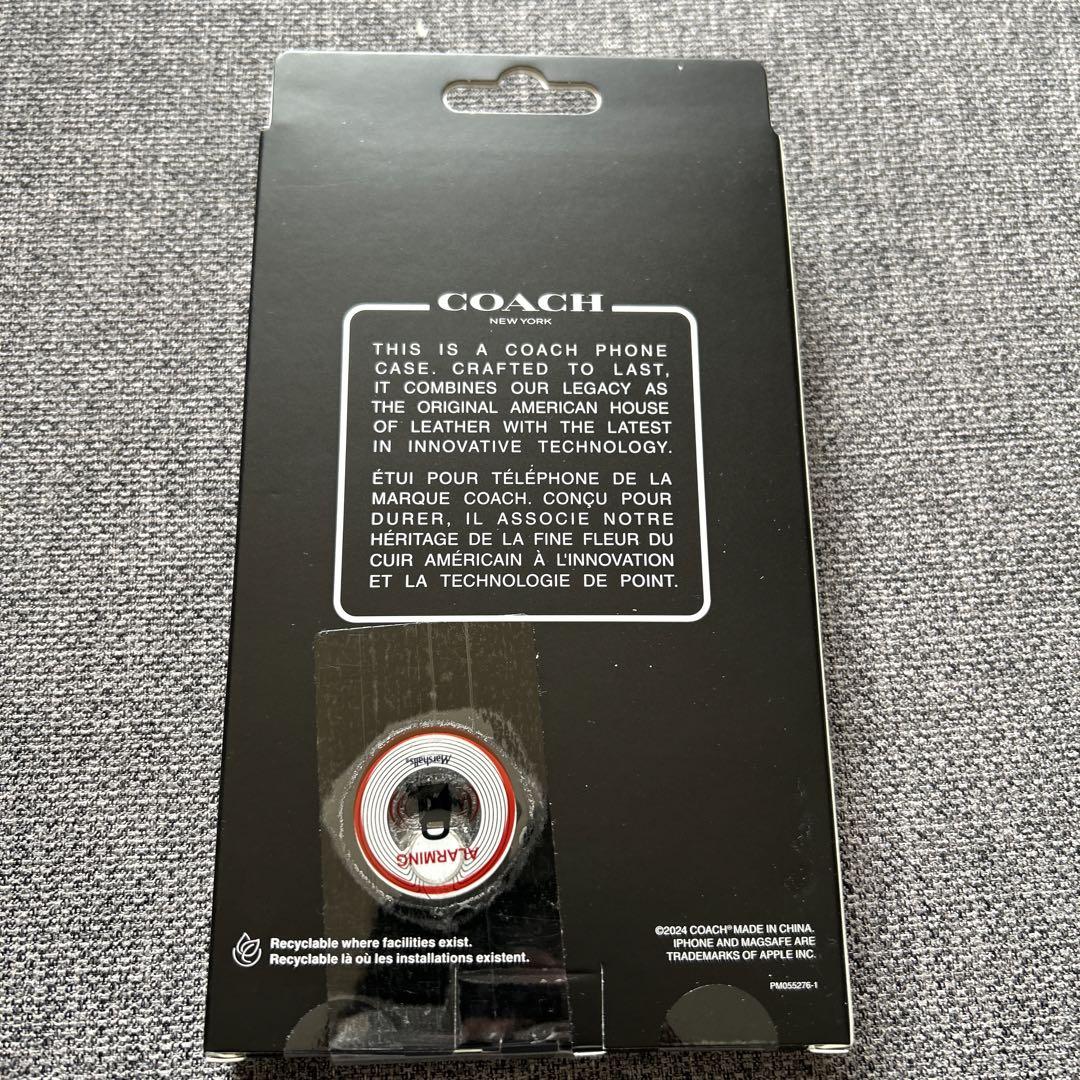 COACH
NEW YORK
THIS IS A COACH PHONE
CASE. CRAFTED TO LAST,
IT COMBINES OUR LEGACY AS
THE ORIGINAL AMERICAN HOUSE
OF LEATHER WITH THE LATEST
IN INNOVATIVE TECHNOLOGY.
ÉTUI POUR TÉLÉPHONE DE LA
MARQUE COACH. CONÇU POUR
DURER, IL ASSOCIE NOTRE
HÉRITAGE DE LA FINE FLEUR DU
CUIR AMÉRICAIN À L'INNOVATION
ET LA TECHNOLOGIE DE POINT.
Marshalls
ALARMING
Recyclable where facilities exist.
Recyclable là où les installations existent.
©2024 COACH® MADE IN CHINA.
IPHONE AND MAGSAFE ARE
TRADEMARKS OF APPLE INC.
PM055276-1